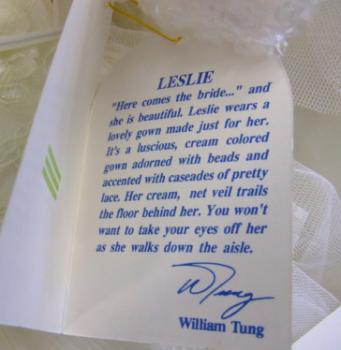 LESLIE
"Here comes the bride..." and
she is beautiful. Leslie wears a
lovely gown made just for her.
It's a luscious, cream colored
gown adorned with beads and
accented with caseades of pretty
lace. Her cream, net veil trails
the floor behind her. You won't
want to take your eyes off her
as she walks down the aisle.
W Tung
William Tung